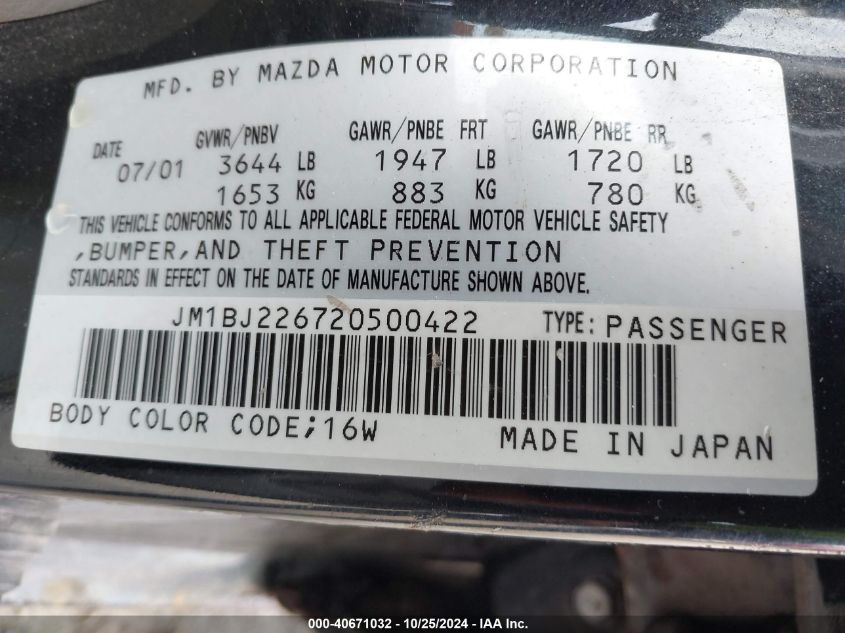 MFD. BY MAZDA MOTOR CORPORATION
DATE GVWR/PNBV GAWR/PNBE FRT GAWR/PNBE RR
07/01 3644 LB 1947 LB 1720 LB
1653 KG 883 KG 780 KG
THIS VEHICLE CONFORMS TO ALL APPLICABLE FEDERAL MOTOR VEHICLE SAFETY
,BUMPER,AND THEFT PREVENTION
STANDARDS IN EFFECT ON THE DATE OF MANUFACTURE SHOWN ABOVE.
JM1BJ226720500422 TYPE: PASSENGER
BODY COLOR CODE;16W MADE IN JAPAN
000-40671032 - 10/25/2024 - IAAI Inc.